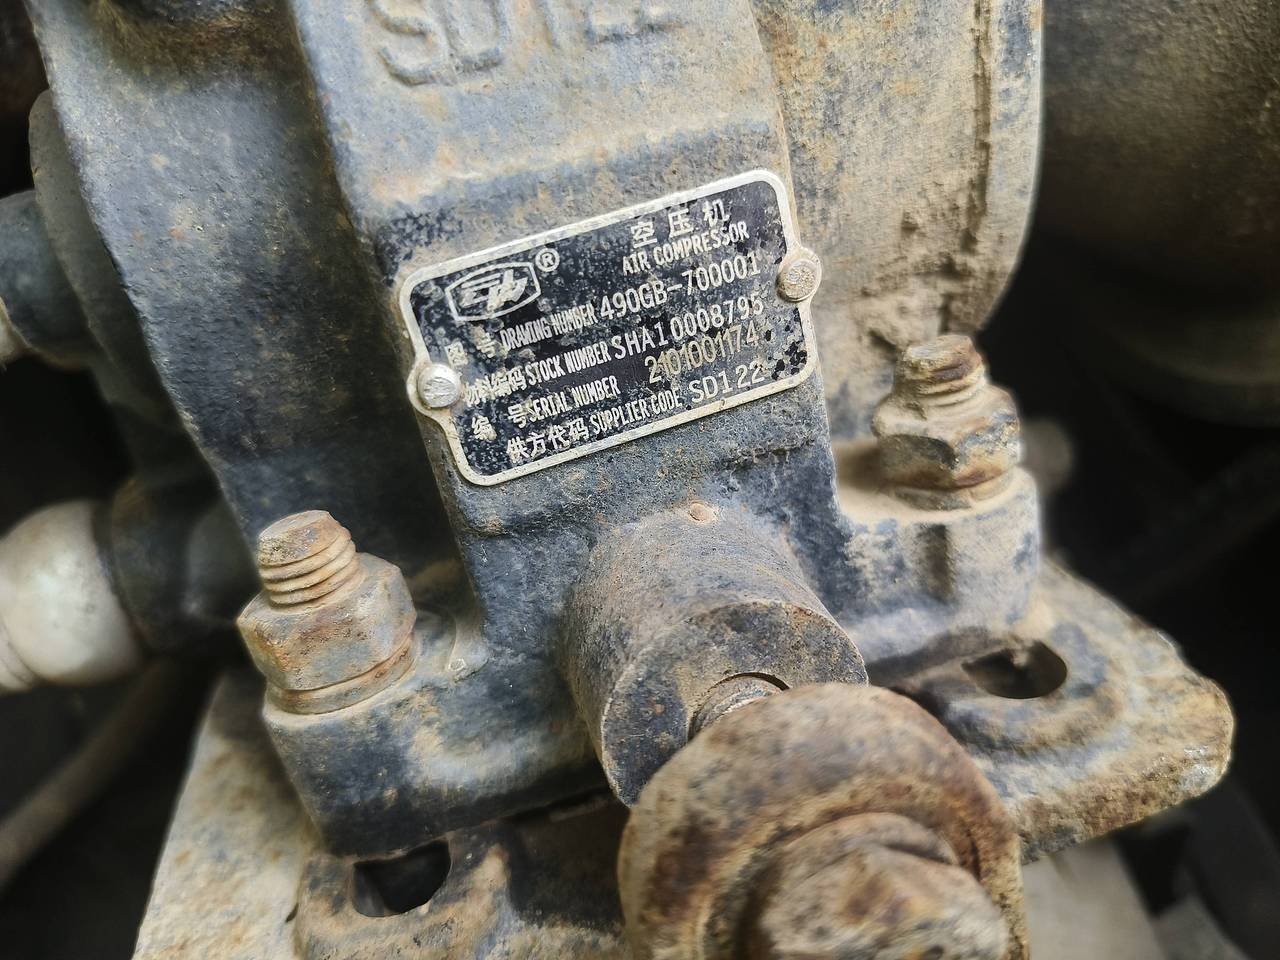 空压机
®
AIR COMPRESSOR
图 号 DRAWING NUMBER 490GB-700001
物料编码 STOCK NUMBER SHA10008795
编 号 SERIAL NUMBER 2101001174
供方代码 SUPPLIER CODE SD122